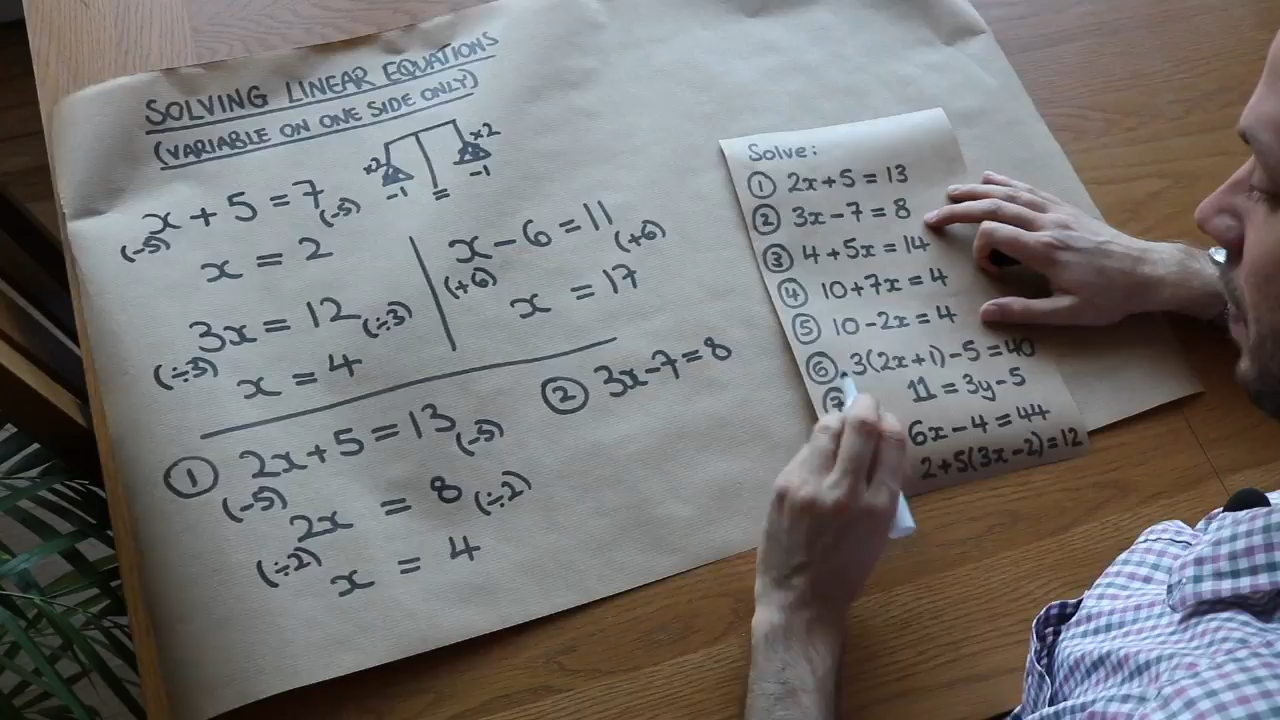 SOLVING LINEAR EQUATIONS
(VARIABLE ON ONE SIDE ONLY)
×2 ×2
-1 = -1
x + 5 = 7
(-5) (-5)
x = 2
3x = 12
(÷3) (÷3)
x = 4
x - 6 = 11
(+6) (+6)
x = 17
① 2x + 5 = 13
(-5) (-5)
2x = 8
(÷2) (÷2)
x = 4
② 3x - 7 = 8
Solve:
① 2x + 5 = 13
② 3x - 7 = 8
③ 4 + 5x = 14
④ 10 + 7x = 4
⑤ 10 - 2x = 4
⑥ 3(2x + 1) - 5 = 40
⑦ 11 = 3y - 5
6x - 4 = 44
2 + 5(3x - 2) = 12